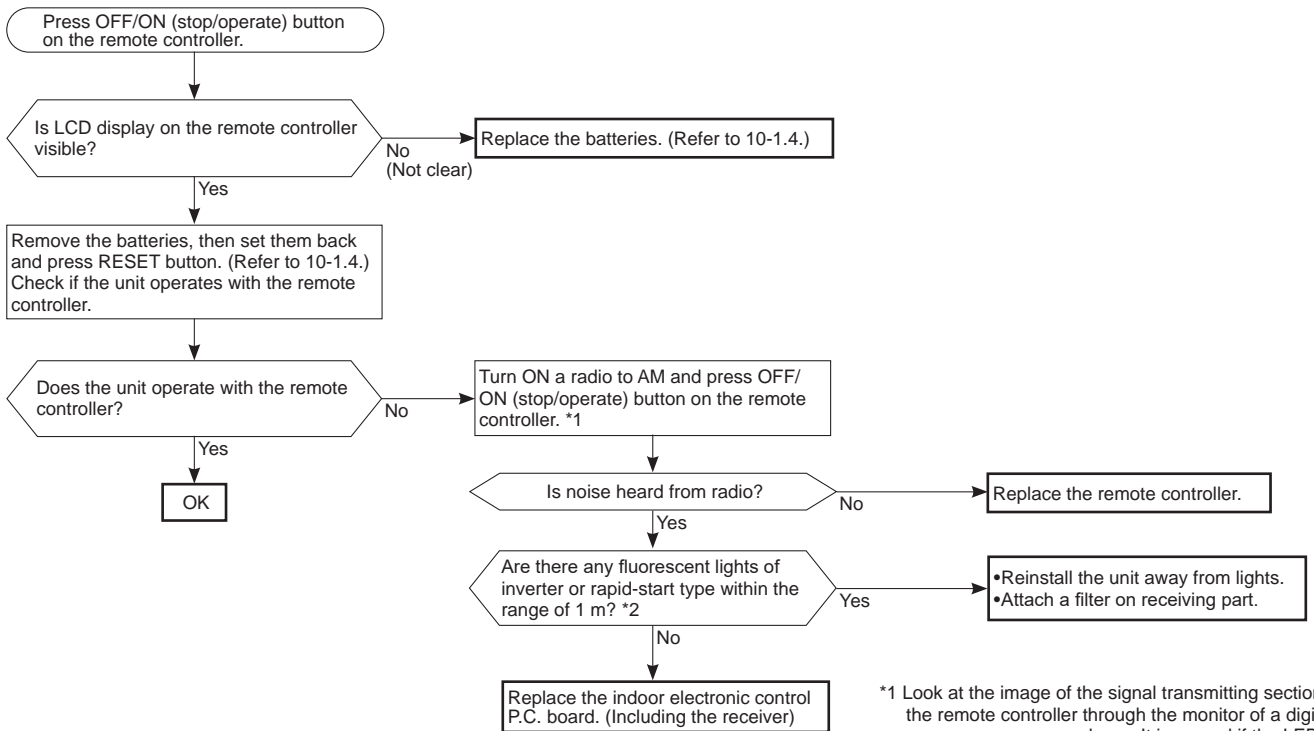 Press OFF/ON (stop/operate) button
on the remote controller.
Is LCD display on the remote controller
visible?
No
(Not clear)
Replace the batteries. (Refer to 10-1.4.)
Yes
Remove the batteries, then set them back
and press RESET button. (Refer to 10-1.4.)
Check if the unit operates with the remote
controller.
Does the unit operate with the remote
controller?
No
Turn ON a radio to AM and press OFF/
ON (stop/operate) button on the remote
controller. *1
Yes
OK
Is noise heard from radio?
No
Replace the remote controller.
Yes
Are there any fluorescent lights of
inverter or rapid-start type within the
range of 1 m? *2
Yes
•Reinstall the unit away from lights.
•Attach a filter on receiving part.
No
Replace the indoor electronic control
P.C. board. (Including the receiver)
*1 Look at the image of the signal transmitting section
the remote controller through the monitor of a